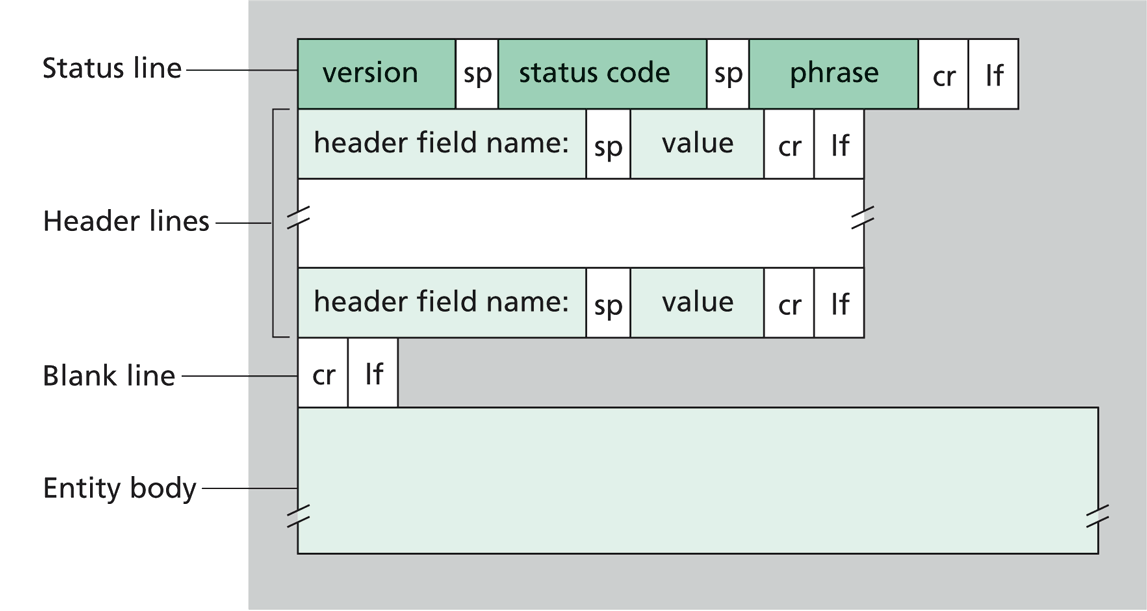 Status line version sp status code sp phrase cr lf
header field name: sp value cr lf
Header lines
header field name: sp value cr lf
Blank line cr lf
Entity body